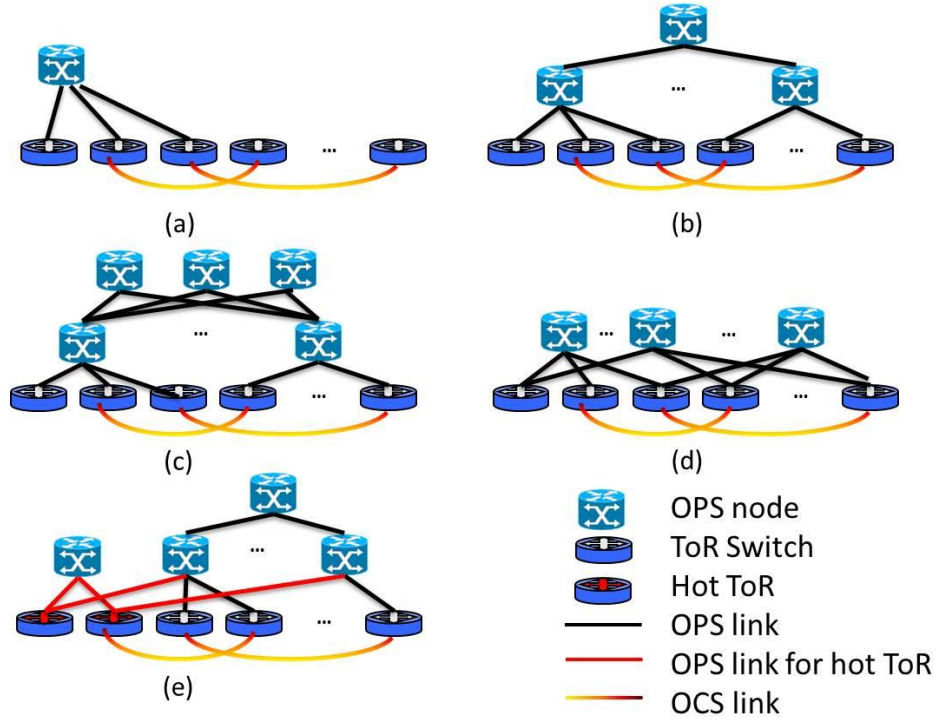 ...
...
(a)
(b)
...
...
(c)
...
...
...
(d)
...
...
(e)
OPS node
ToR Switch
Hot ToR
OPS link
OPS link for hot ToR
OCS link